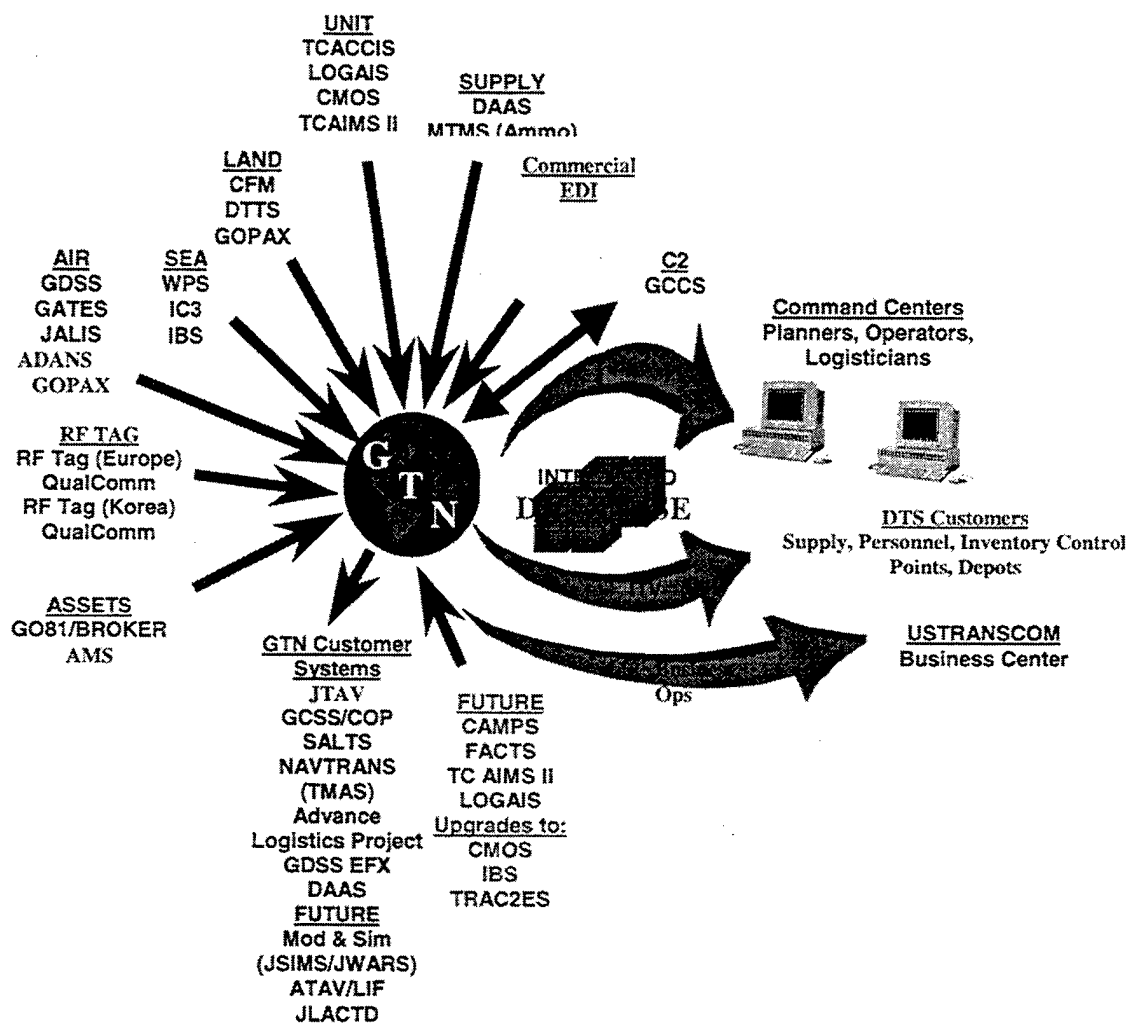 UNIT
TCACCIS
LOGAIS
CMOS
TCAIMS II
SUPPLY
DAAS
MTMS (Ammo)
Commercial
EDI
LAND
CFM
DTTS
GOPAX
AIR
GDSS
GATES
JALIS
ADANS
GOPAX
SEA
WPS
IC3
IBS
C2
GCCS
Command Centers
Planners, Operators,
Logisticians
RF TAG
RF Tag (Europe)
QualComm
RF Tag (Korea)
QualComm
G
T
N
DTS Customers
Supply, Personnel, Inventory Control
Points, Depots
ASSETS
GO81/BROKER
AMS
USTRANSCOM
Business Center
Ops
GTN Customer
Systems
JTAV
GCSS/COP
SALTS
NAVTRANS
(TMAS)
Advance
Logistics Project
GDSS EFX
DAAS
FUTURE
Mod & Sim
(JSIMS/JWARS)
ATAV/LIF
JLACTD
FUTURE
CAMPS
FACTS
TC AIMS II
LOGAIS
Upgrades to:
CMOS
IBS
TRAC2ES